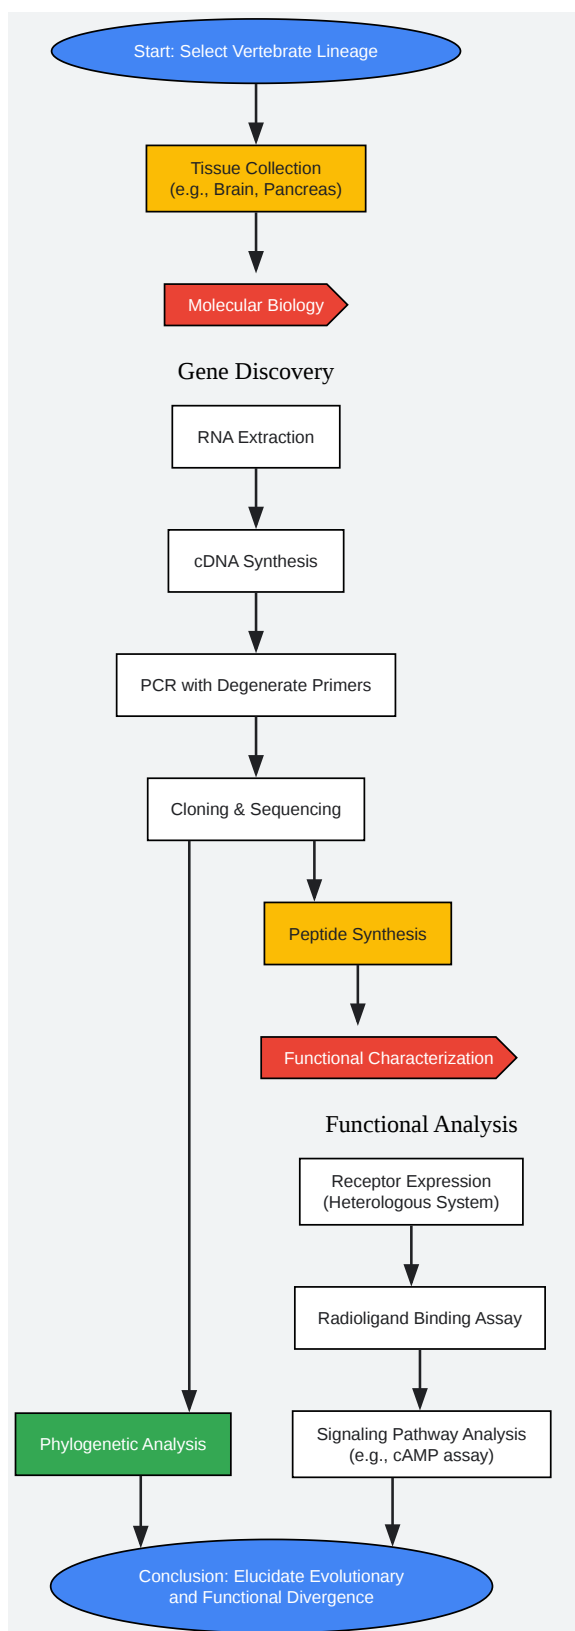 Start: Select Vertebrate Lineage
Tissue Collection
(e.g., Brain, Pancreas)
Molecular Biology
Gene Discovery
RNA Extraction
cDNA Synthesis
PCR with Degenerate Primers
Cloning & Sequencing
Peptide Synthesis
Functional Characterization
Functional Analysis
Receptor Expression
(Heterologous System)
Radioligand Binding Assay
Signaling Pathway Analysis
(e.g., cAMP assay)
Phylogenetic Analysis
Conclusion: Elucidate Evolutionary
and Functional Divergence